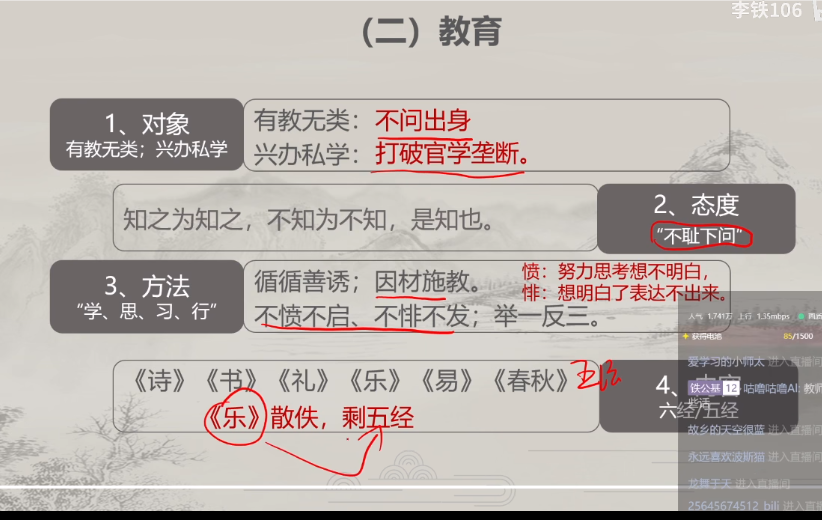 李铁106
（二）教育
1、对象
有教无类；兴办私学
有教无类：不问出身
兴办私学：打破官学垄断。
知之为知之，不知为不知，是知也。
2、态度
“不耻下问”
3、方法
“学、思、习、行”
循循善诱；因材施教。
不愤不启、不悱不发；举一反三。
愤：努力思考想不明白，
悱：想明白了表达不出来。
《诗》《书》《礼》《乐》《易》《春秋》
五经
《乐》散佚，剩五经
4、内容
六经/五经
人气 1.741万 上行 1.35mbps
获得电池 85/1500
爱学习的小师太 进入直播间
铁公基 12 咕噜咕噜AI: 教师
些话
故乡的天空很蓝 进入直播间
永远喜欢波斯猫 进入直播间
进入直播间
25645674512_bili 进入直播间